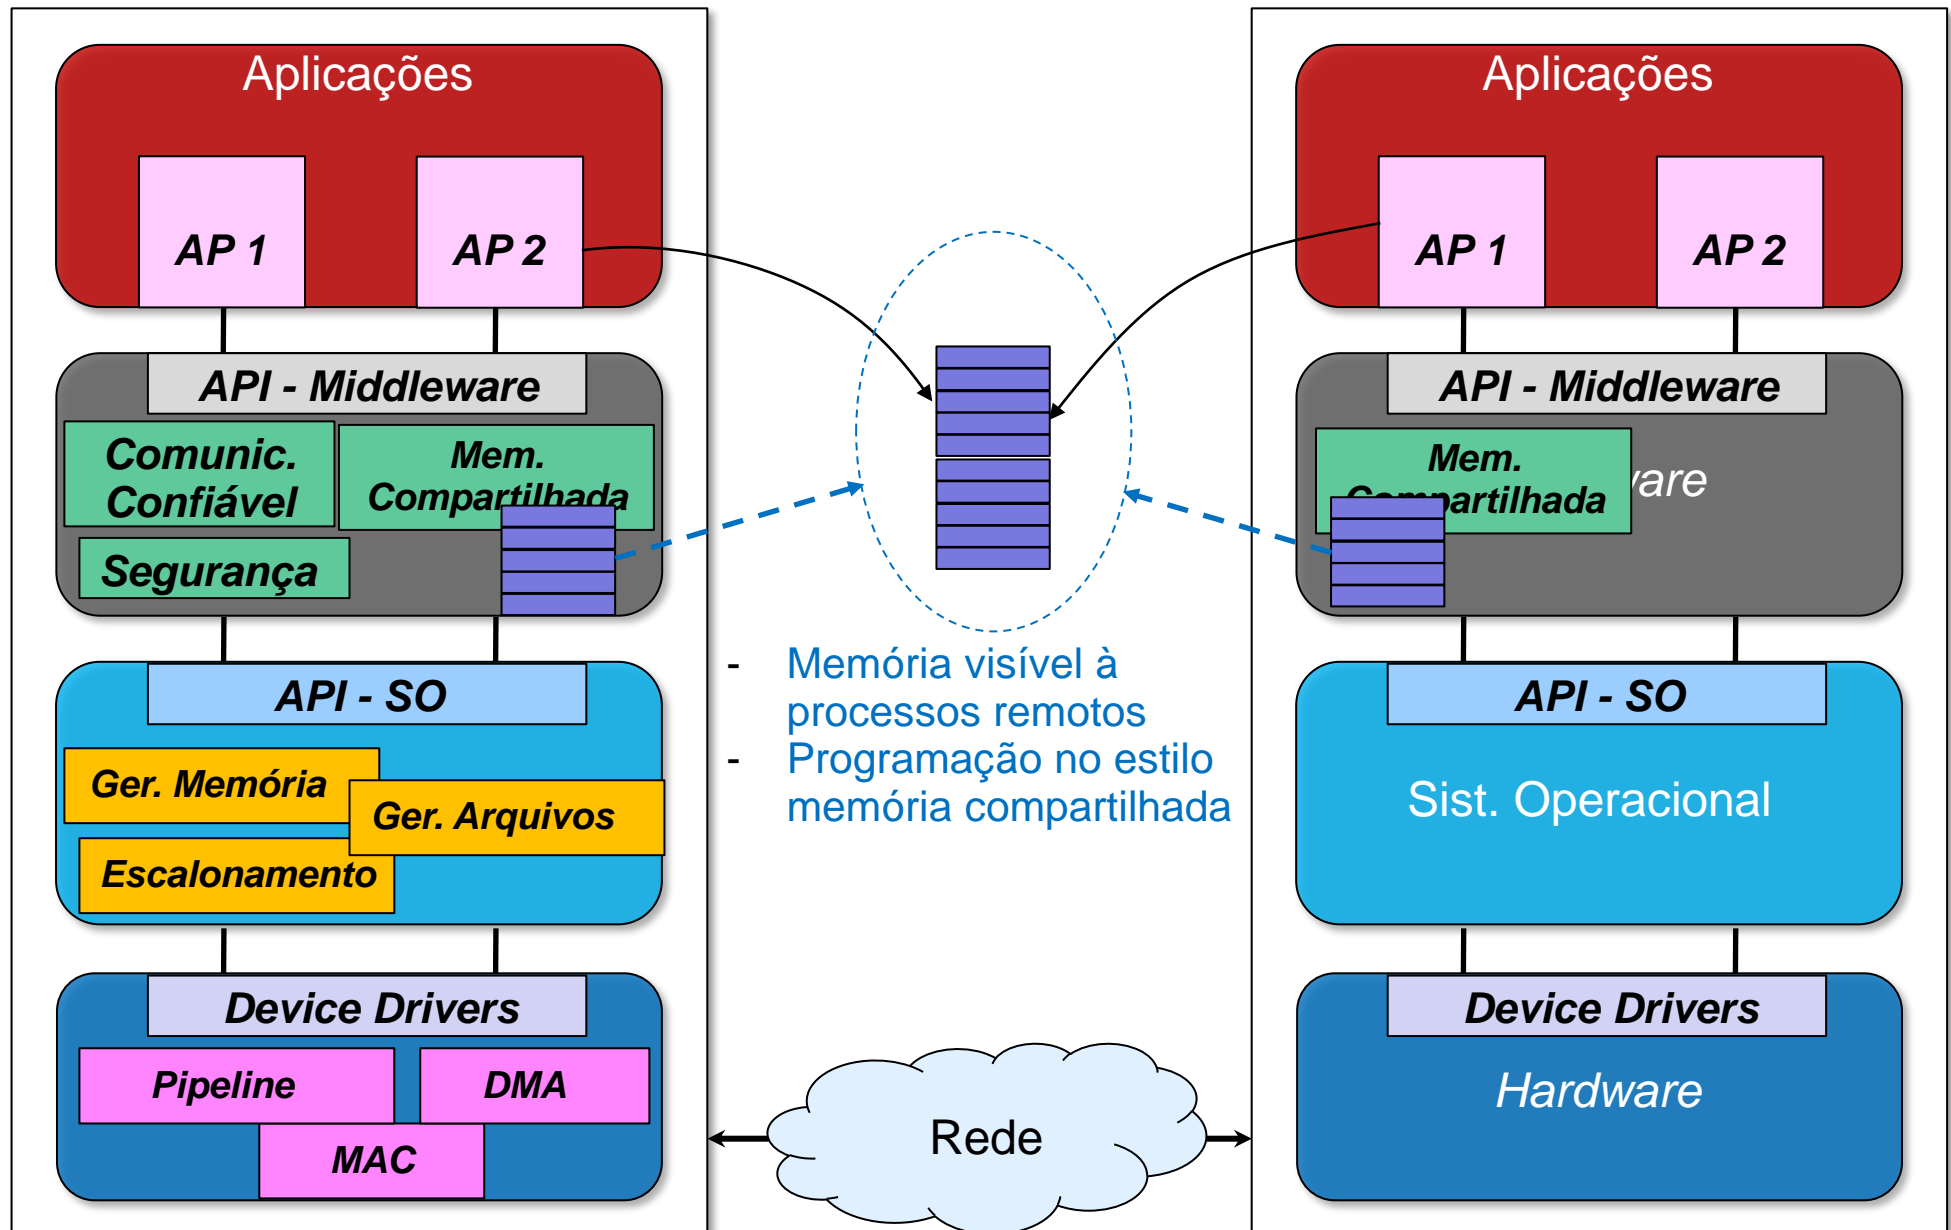 Aplicações
AP 1
AP 2
API - Middleware
Comunic.
Confiável
Mem.
Compartilhada
Segurança
API - SO
Ger. Memória
Ger. Arquivos
Escalonamento
Device Drivers
Pipeline
DMA
MAC
- Memória visível à
processos remotos
- Programação no estilo
memória compartilhada
Rede
Aplicações
AP 1
AP 2
API - Middleware
Mem.
Compartilhada
ware
API - SO
Sist. Operacional
Device Drivers
Hardware